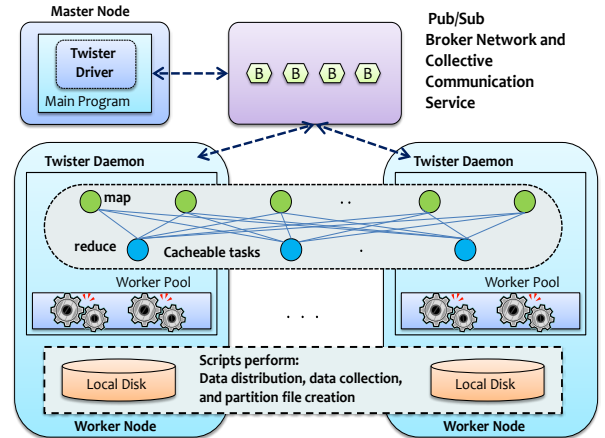 Master Node
Twister
Driver
Main Program
B B B B
Pub/Sub
Broker Network and
Collective
Communication
Service
Twister Daemon
Twister Daemon
map
. .
reduce
Cacheable tasks
.
Worker Pool
Worker Pool
. . .
Scripts perform:
Data distribution, data collection,
and partition file creation
Local Disk
Local Disk
Worker Node
Worker Node